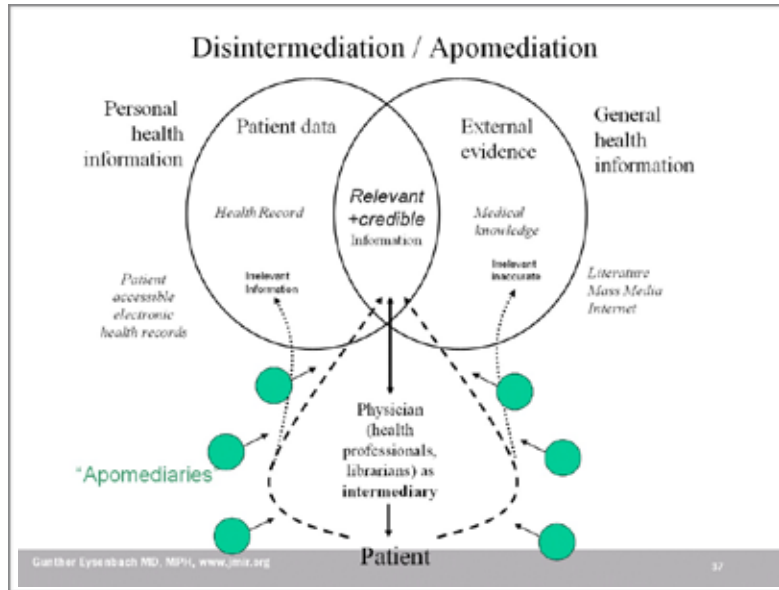 Disintermediation / Apomediation
Personal
health
information
Patient data
External
evidence
General
health
information
Health Record
Relevant
+credible
Information
Medical
knowledge
Irrelevant
Information
Irrelevant
inaccurate
Patient
accessible
electronic
health records
Literature
Mass Media
Internet
Physician
(health
professionals,
librarians) as
intermediary
"Apomediaries"
Patient
Gunther Eysenbach MD, MPH, www.jmir.org
37